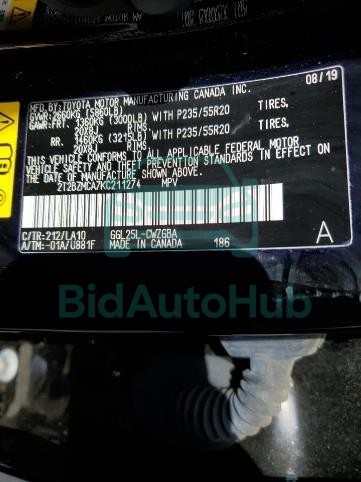 08/19
MFD.BY:TOYOTA MOTOR MANUFACTURING CANADA INC.
GVWR:2660KG (5860LB)
GAWR:FRT. 1360KG (3000LB) WITH P235/55R20 TIRES,
20X8J RIMS,
RR. 1460KG (3215LB) WITH P235/55R20 TIRES,
20X8J RIMS,
THIS VEHICLE CONFORMS TO ALL APPLICABLE FEDERAL MOTOR
VEHICLE SAFETY AND THEFT PREVENTION STANDARDS IN
EFFECT ON THE DATE OF MANUFACTURE SHOWN ABOVE.
2T2BZMCA7KC211274 MPV
C/TR:212/LA10 GGL25L-CWZGBA
A/TM:-01A/U881F MADE IN CANADA 186 A
BidAutoHub